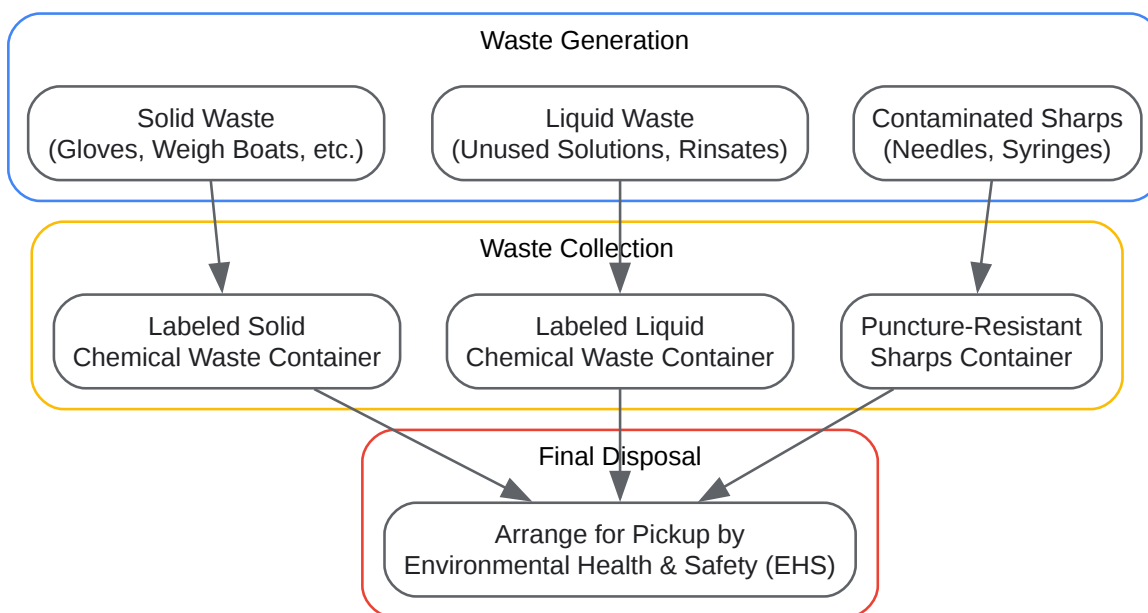 Waste Generation
Solid Waste
(Gloves, Weigh Boats, etc.)
Liquid Waste
(Unused Solutions, Rinsates)
Contaminated Sharps
(Needles, Syringes)
Waste Collection
Labeled Solid
Chemical Waste Container
Labeled Liquid
Chemical Waste Container
Puncture-Resistant
Sharps Container
Final Disposal
Arrange for Pickup by
Environmental Health & Safety (EHS)